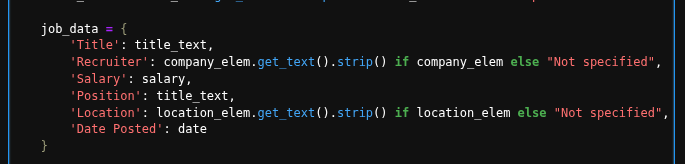 job_data = {
    'Title': title_text,
    'Recruiter': company_elem.get_text().strip() if company_elem else "Not specified",
    'Salary': salary,
    'Position': title_text,
    'Location': location_elem.get_text().strip() if location_elem else "Not specified",
    'Date Posted': date
}